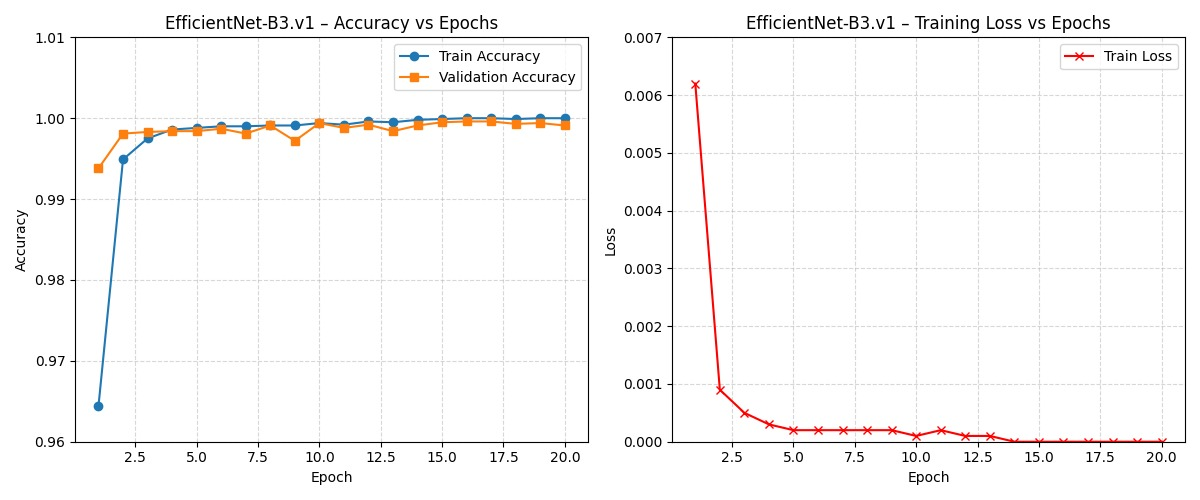 EfficientNet-B3.v1 – Accuracy vs Epochs
1.01
1.00
0.99
0.98
0.97
0.96
Accuracy
Train Accuracy
Validation Accuracy
2.5 5.0 7.5 10.0 12.5 15.0 17.5 20.0
Epoch
EfficientNet-B3.v1 – Training Loss vs Epochs
0.007
0.006
0.005
0.004
0.003
0.002
0.001
0.000
Loss
Train Loss
2.5 5.0 7.5 10.0 12.5 15.0 17.5 20.0
Epoch